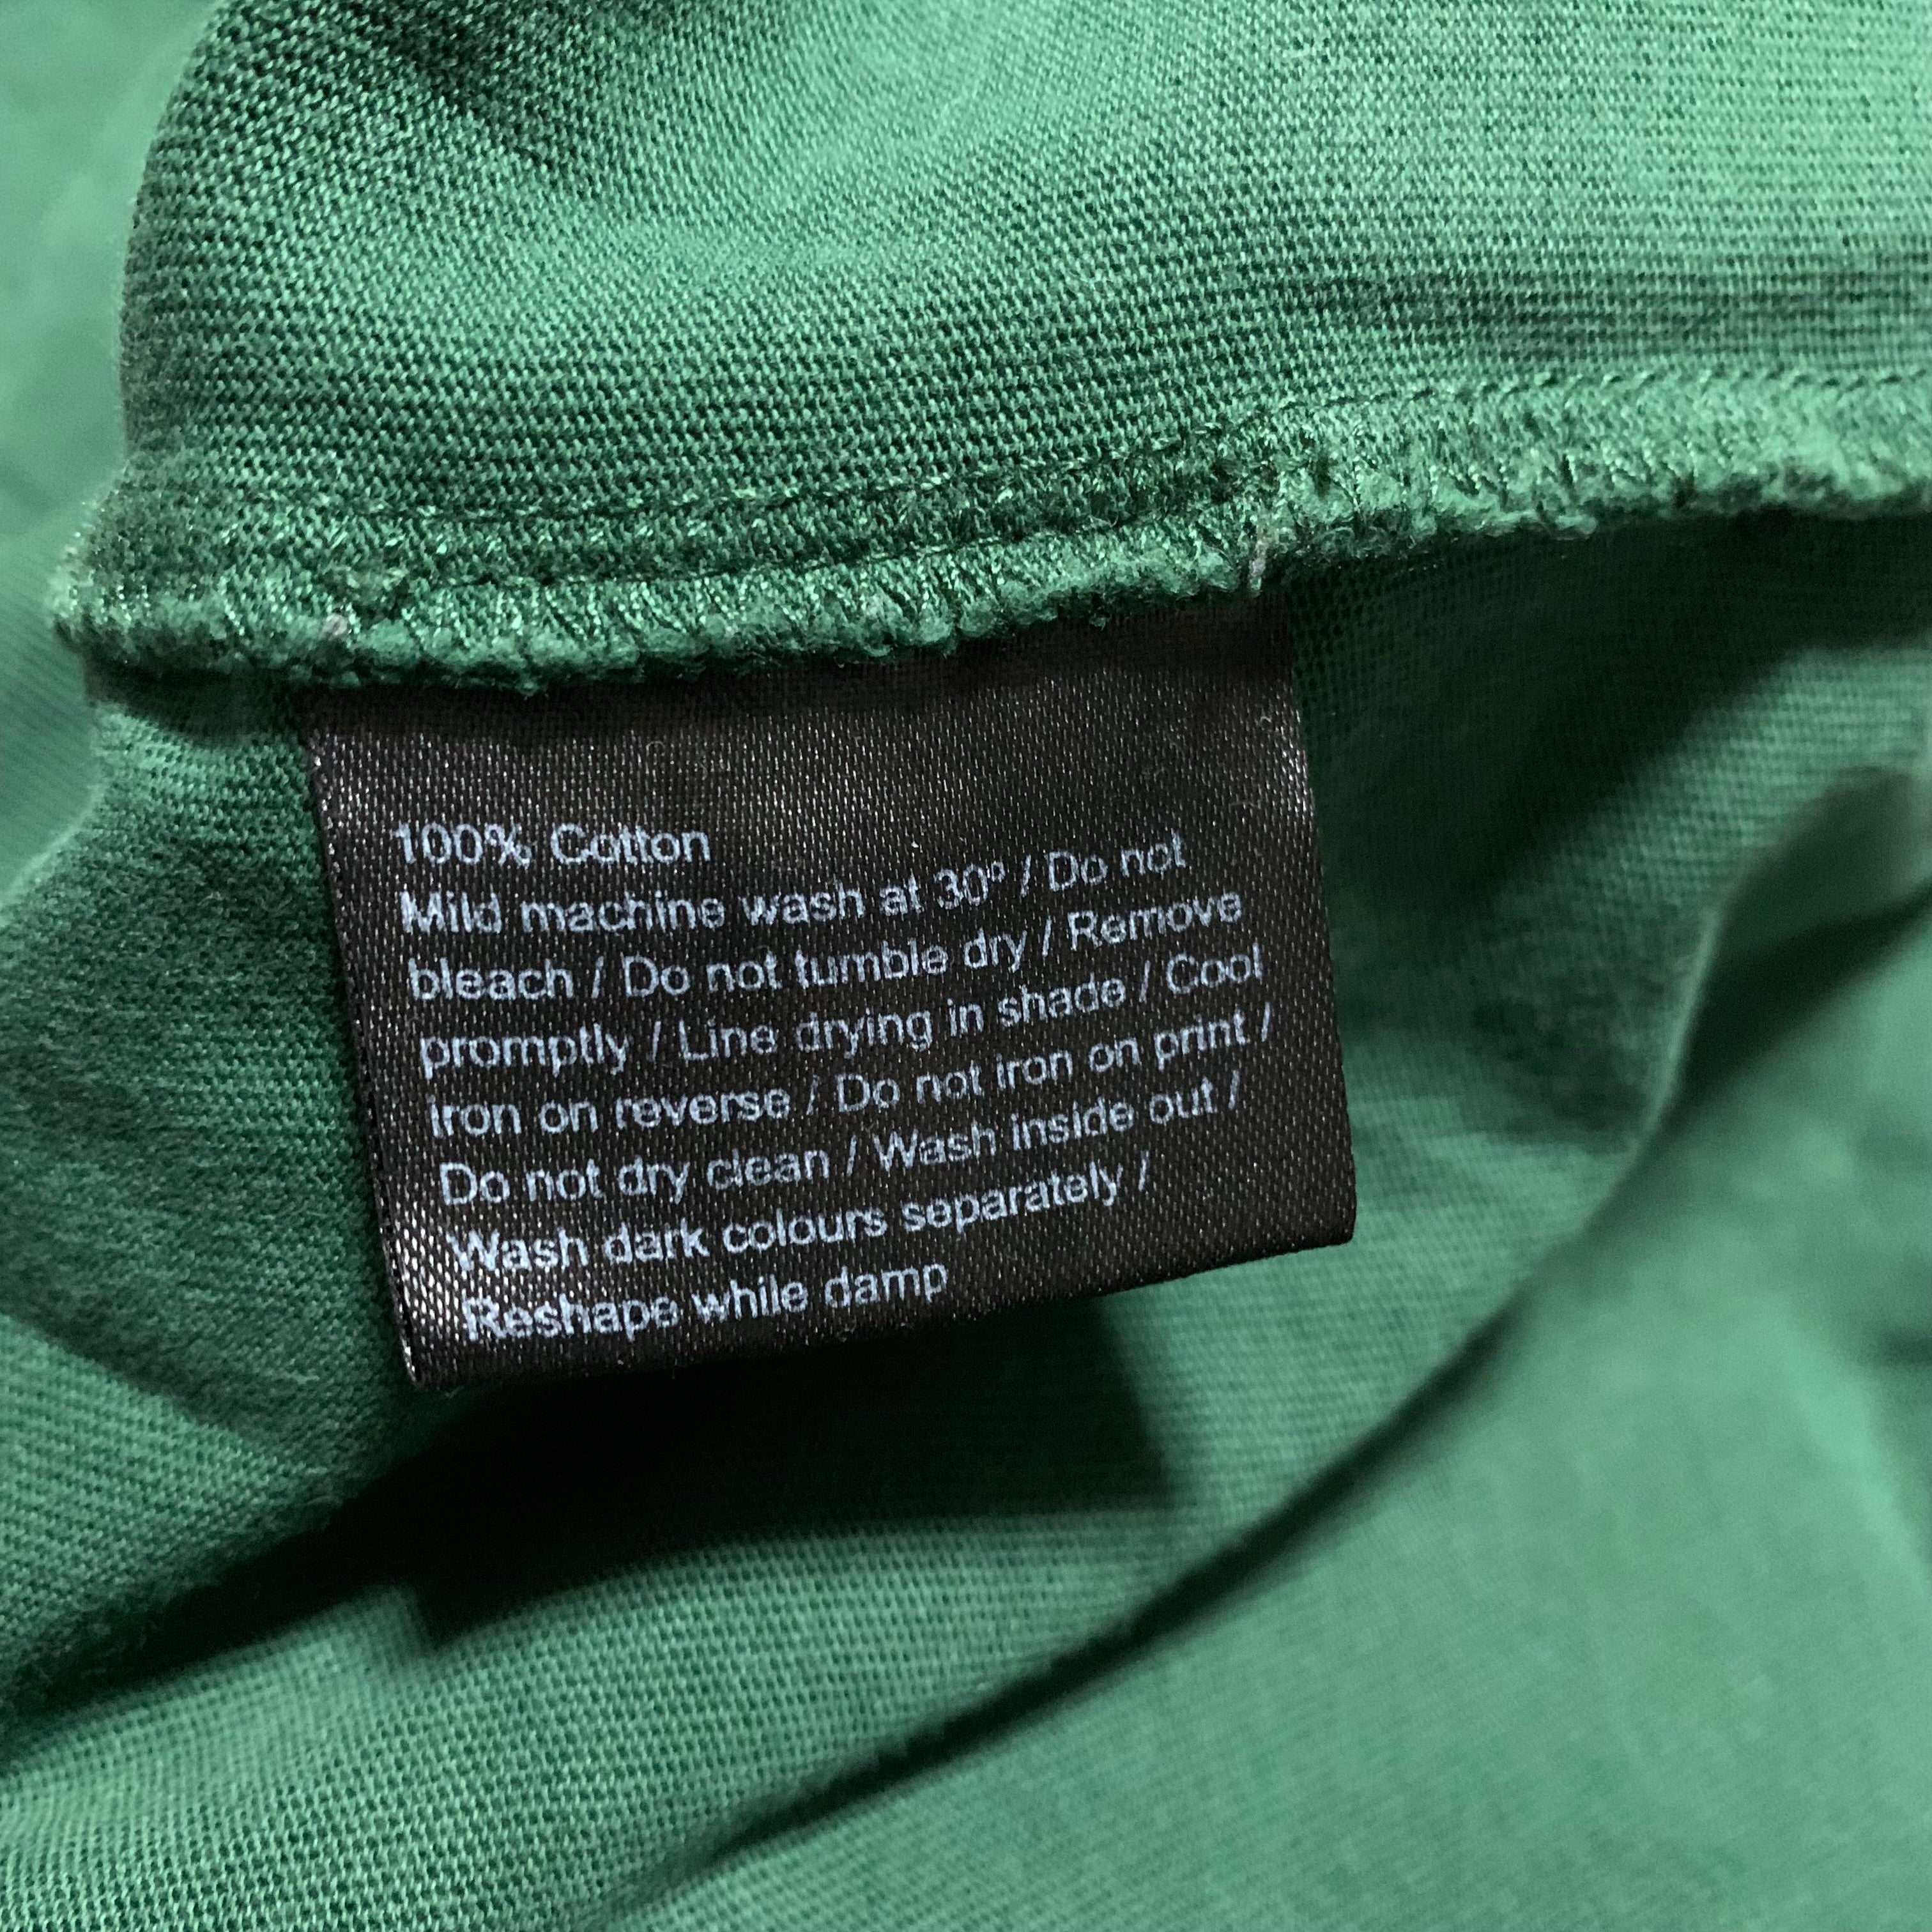 100% Cotton
Mild machine wash at 30° / Do not
bleach / Do not tumble dry / Remove
promptly / Line drying in shade / Cool
iron on reverse / Do not iron on print /
Do not dry clean / Wash inside out /
Wash dark colours separately /
Reshape while damp